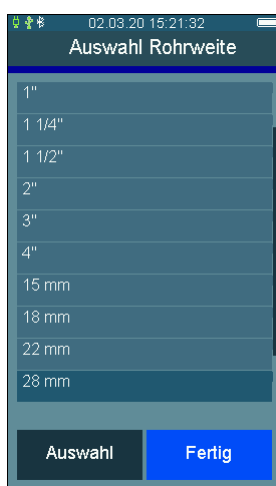 02.03.20 15:21:32
Auswahl Rohrweite
1"
1 1/4"
1 1/2"
2"
3"
4"
15 mm
18 mm
22 mm
28 mm
Auswahl Fertig